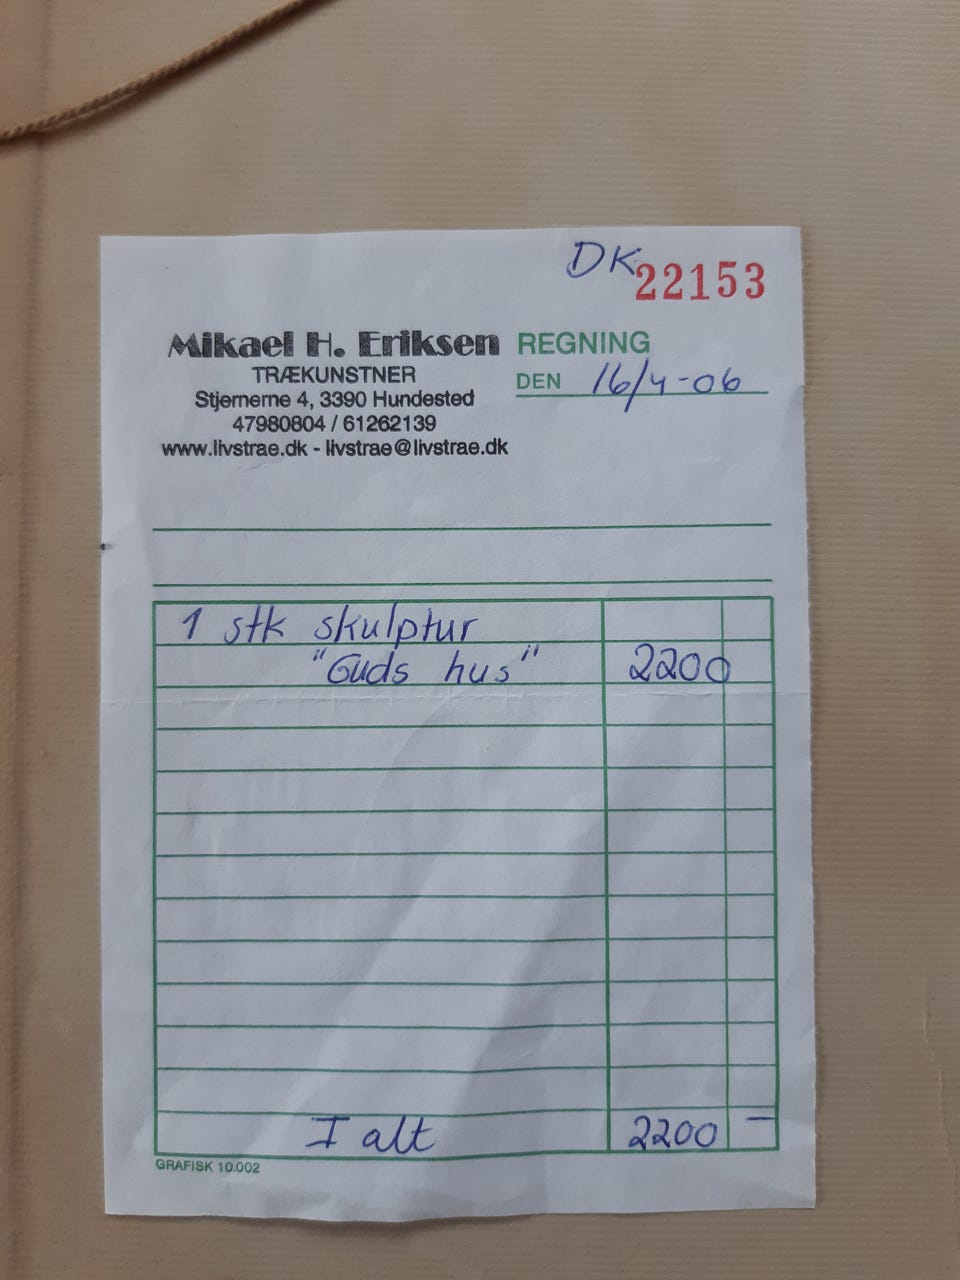 DK 22153
Mikael H. Eriksen
TRÆKUNSTNER
Stjernerne 4, 3390 Hundested
47980804 / 61262139
www.livstrae.dk - livstrae@livstrae.dk
REGNING
DEN 16/4-06
1 stk skulptur
"Guds hus" 2200
I alt 2200 —
GRAFISK 10.002